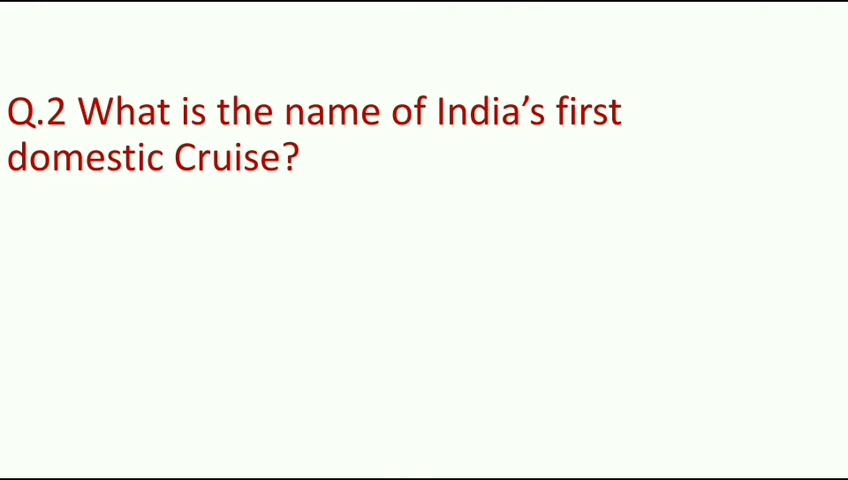 Q.2 What is the name of India’s first
domestic Cruise?